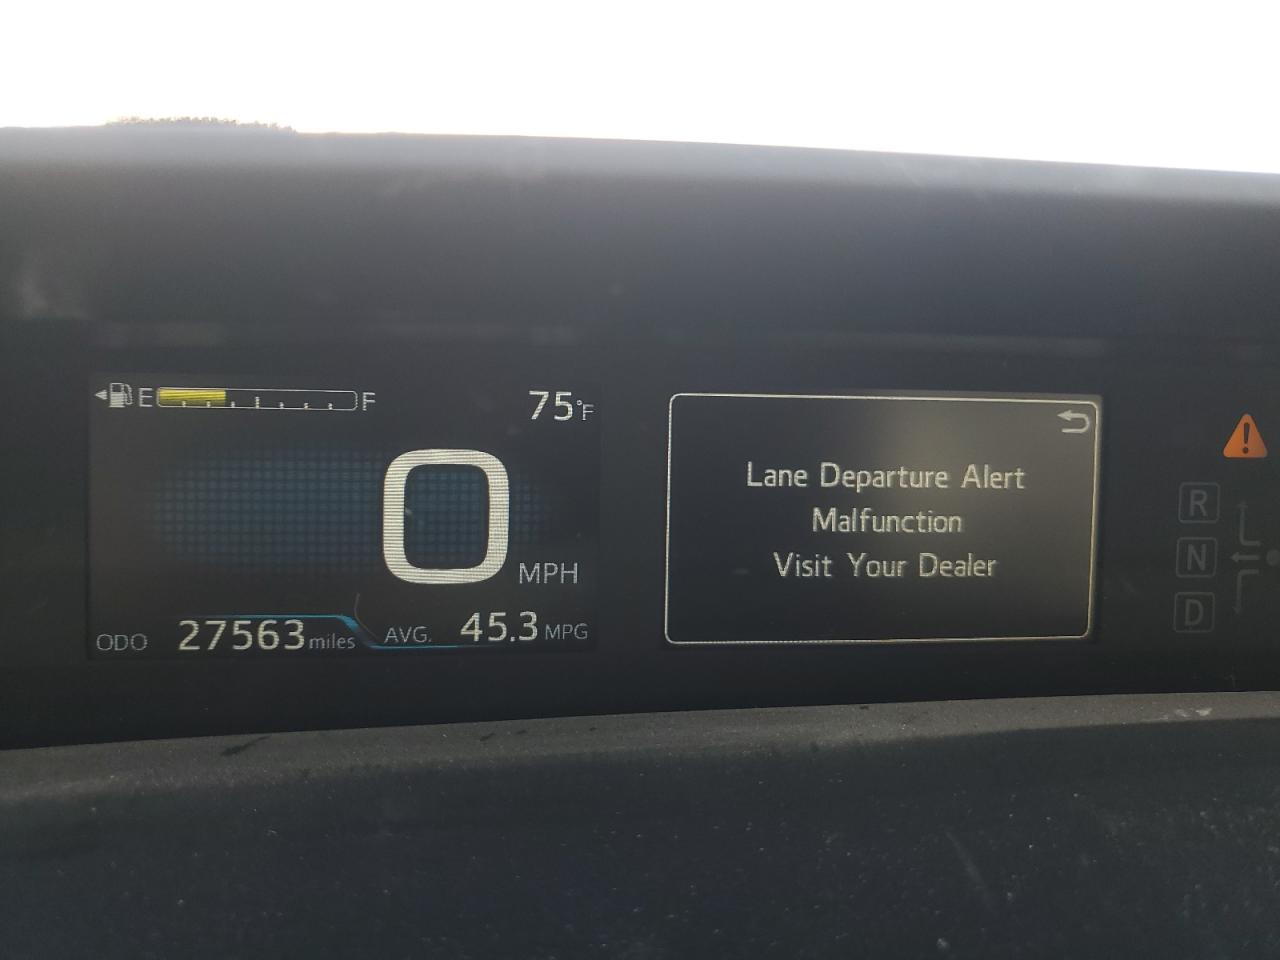 E F 75°F
0 MPH
ODO 27563 miles AVG. 45.3 MPG
Lane Departure Alert
Malfunction
Visit Your Dealer
!
R
N
D